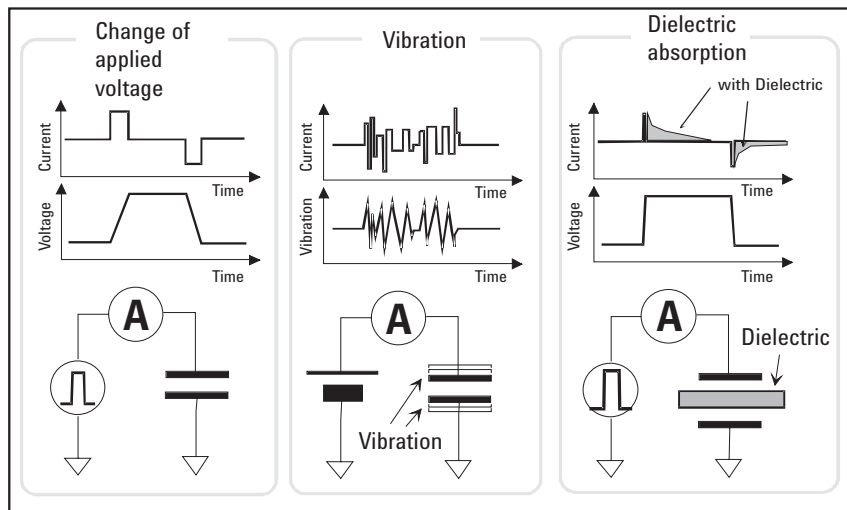 Change of
applied
voltage
Current
Time
Voltage
Time
A
Vibration
Current
Time
Vibration
Time
A
Vibration
Dielectric
absorption
with Dielectric
Current
Time
Voltage
Time
A
Dielectric